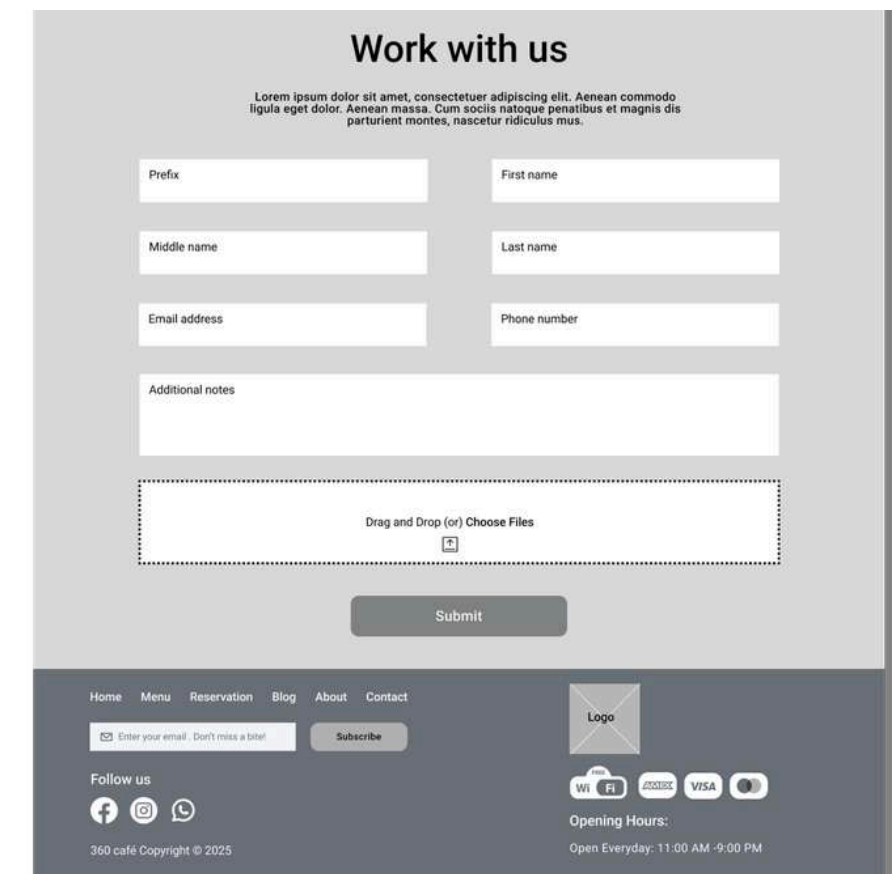 Work with us
Lorem ipsum dolor sit amet, consectetuer adipiscing elit. Aenean commodo
ligula eget dolor. Aenean massa. Cum sociis natoque penatibus et magnis dis
parturient montes, nascetur ridiculus mus.
Prefix
First name
Middle name
Last name
Email address
Phone number
Additional notes
Drag and Drop (or) Choose Files
Submit
Home Menu Reservation Blog About Contact
Enter your email . Don't miss a bite!
Subscribe
Follow us
360 café Copyright © 2025
Logo
FREE
Wi Fi
AMEX
VISA
Opening Hours:
Open Everyday: 11:00 AM -9:00 PM